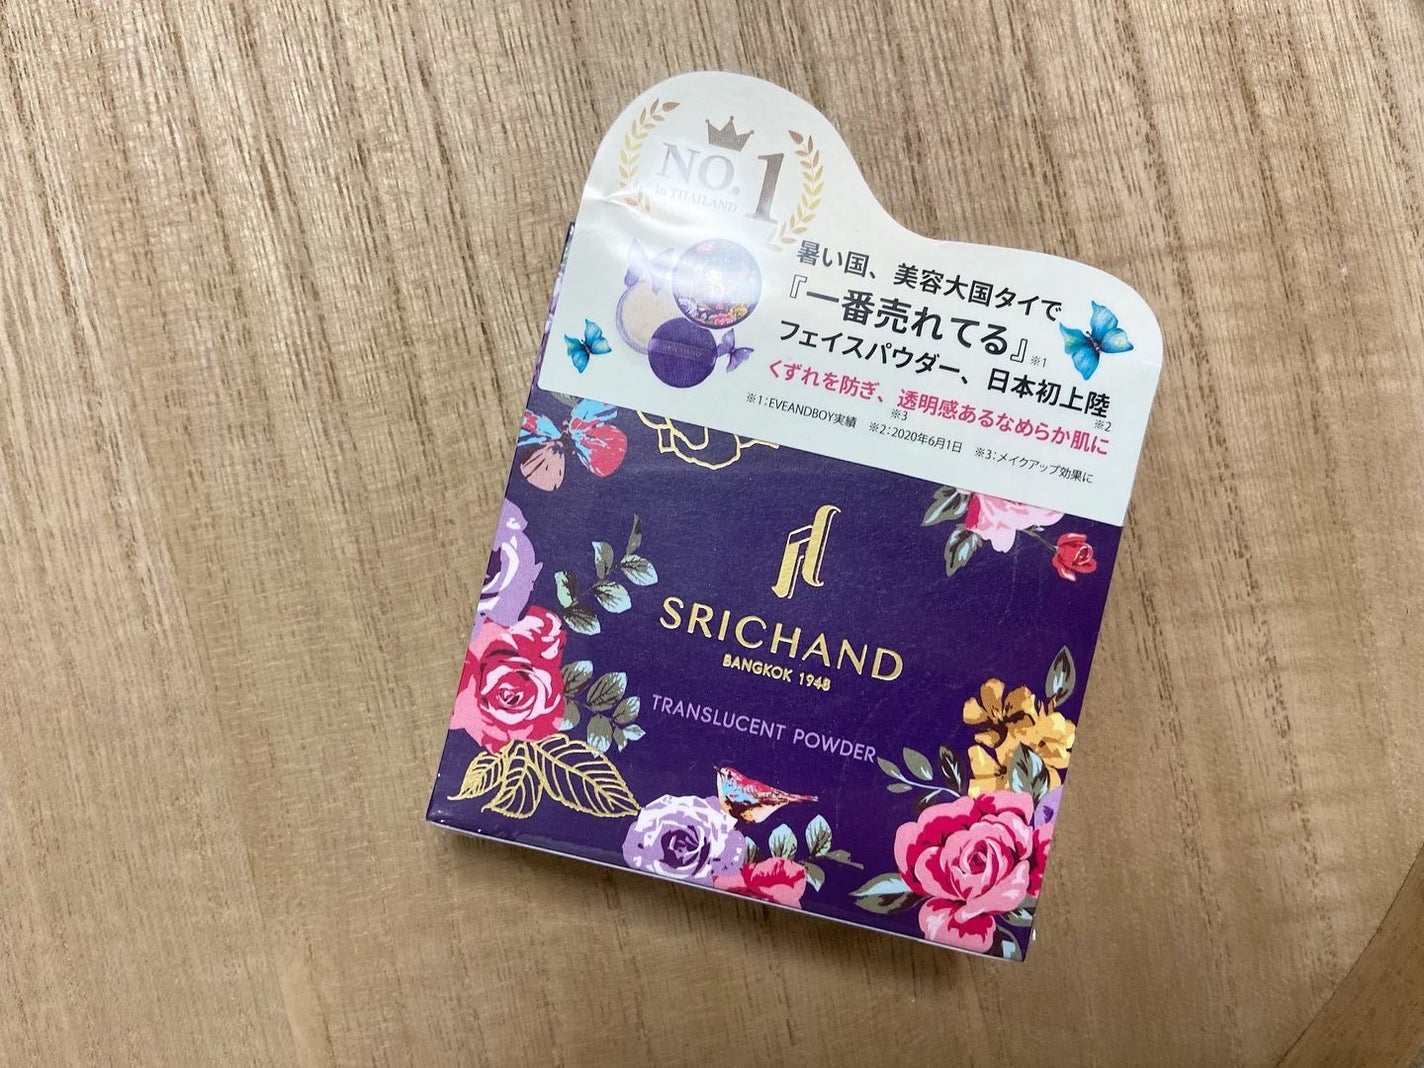 NO.1
in THAILAND
暑い国、美容大国タイで
『一番売れてる』※1
フェイスパウダー、日本初上陸
※2
くずれを防ぎ、透明感あるなめらか肌に
※3
※1:EVEANDBOY実績 ※2:2020年6月1日 ※3:メイクアップ効果に
SRICHAND
BANGKOK 1948
TRANSLUCENT POWDER